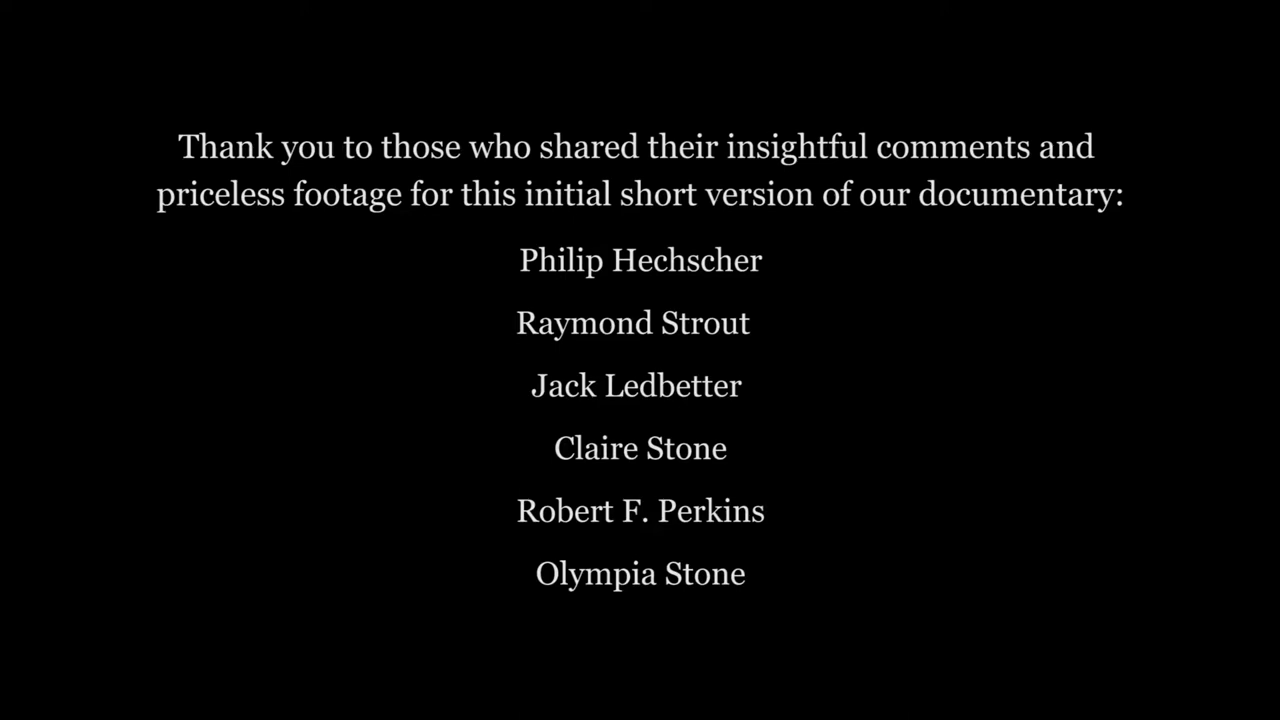 Thank you to those who shared their insightful comments and
priceless footage for this initial short version of our documentary:
Philip Hechscher
Raymond Strout
Jack Ledbetter
Claire Stone
Robert F. Perkins
Olympia Stone